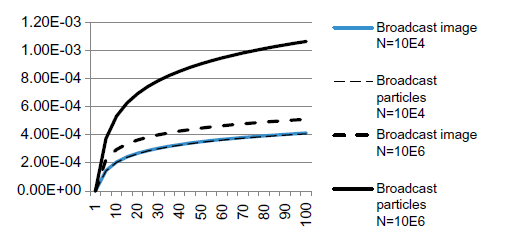 1.20E-03
1.00E-03
8.00E-04
6.00E-04
4.00E-04
2.00E-04
0.00E+00
1
10
20
30
40
50
60
70
80
90
100
Broadcast image
N=10E4
Broadcast
particles
N=10E4
Broadcast image
N=10E6
Broadcast
particles
N=10E6